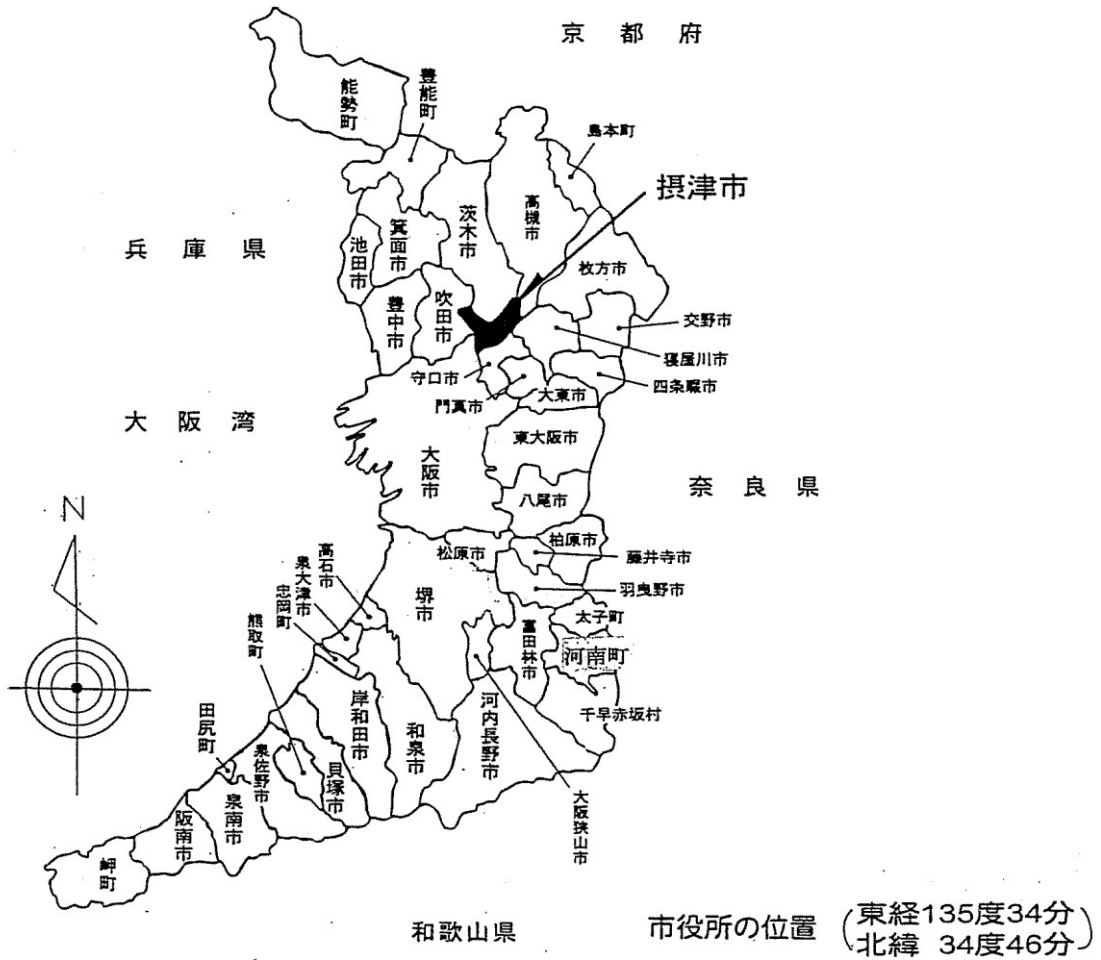 京都府
能勢町
豊能町
島本町
摂津市
高槻市
茨木市
兵庫県
池田市
箕面市
枚方市
豊中市
吹田市
交野市
寝屋川市
守口市
四条畷市
門真市
大東市
大阪湾
東大阪市
大阪市
奈良県
八尾市
N
松原市
柏原市
藤井寺市
高石市
泉大津市
忠岡町
熊取町
堺市
羽曳野市
太子町
富田林市
河南町
千早赤坂村
岸和田市
和泉市
河内長野市
田尻町
泉佐野市
貝塚市
大阪狭山市
泉南市
阪南市
岬町
和歌山県
市役所の位置
東経135度34分
北緯 34度46分